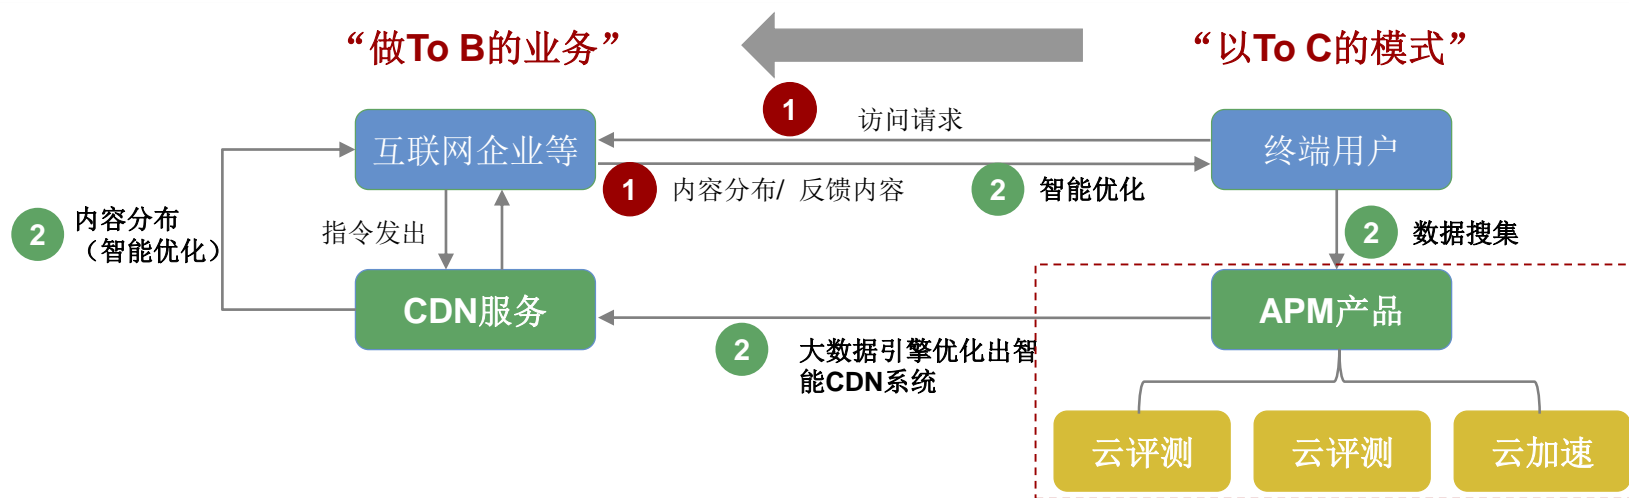 “做To B的业务”
“以To C的模式”
1
访问请求
互联网企业等
终端用户
1
内容分布/ 反馈内容
2
智能优化
2
内容分布
（智能优化）
指令发出
2
数据搜集
CDN服务
APM产品
2
大数据引擎优化出智
能CDN系统
云评测
云评测
云加速